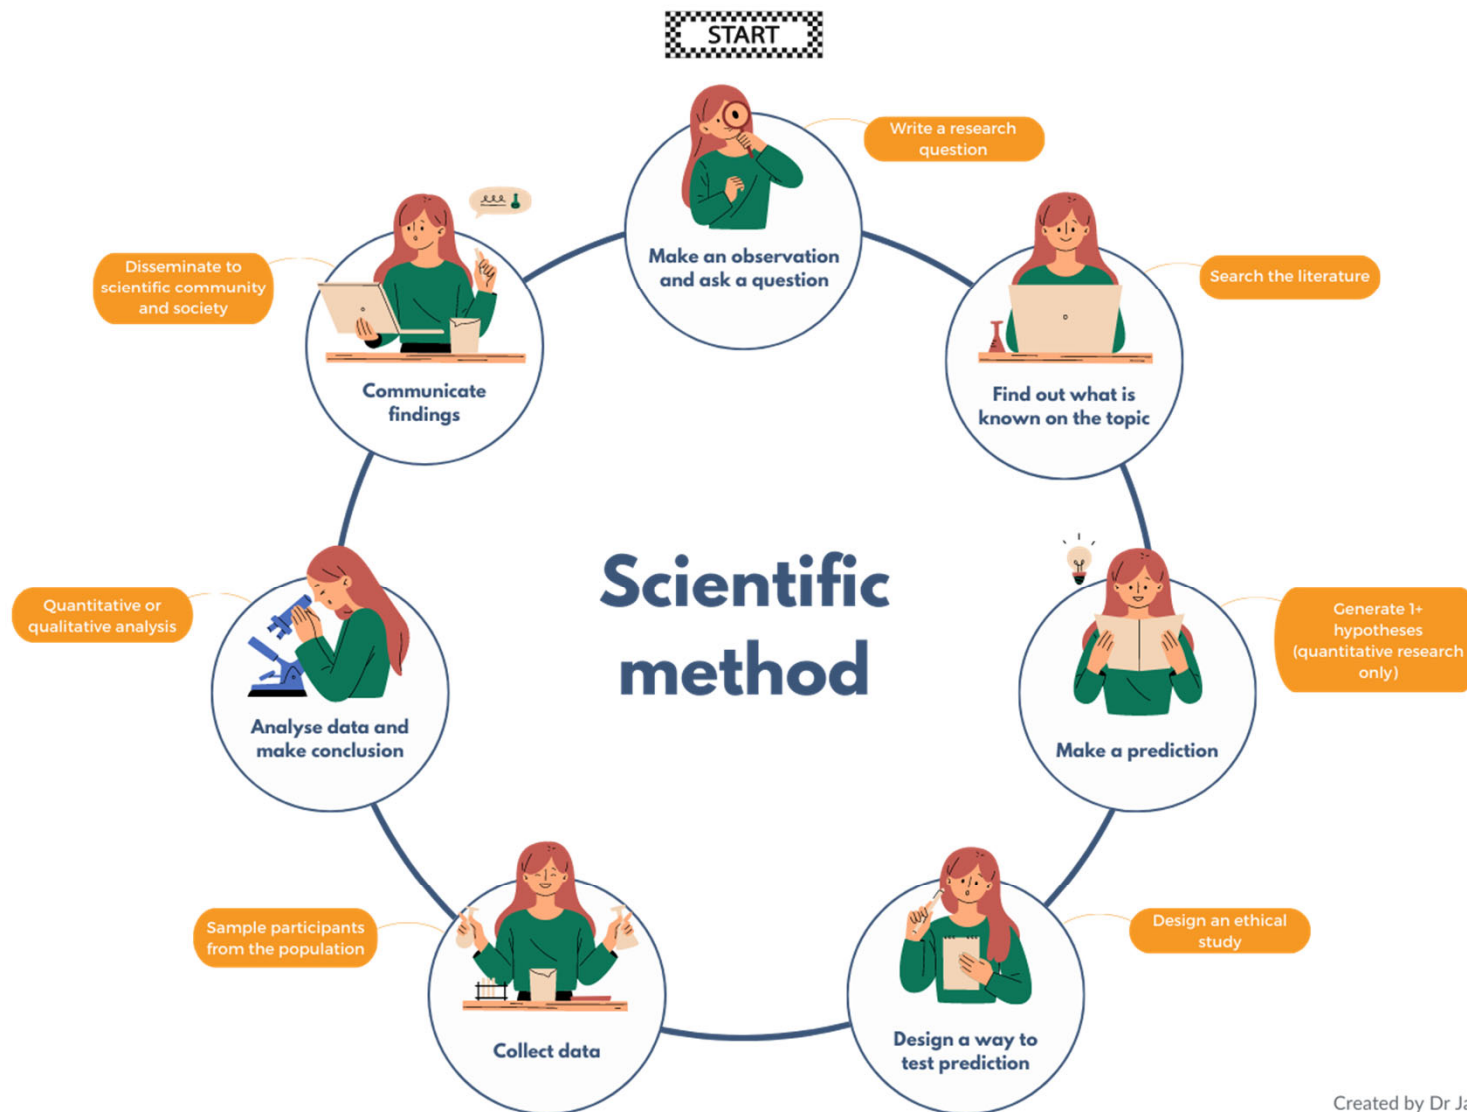 START
Write a research
question
Make an observation
and ask a question
Search the literature
Find out what is
known on the topic
Generate 1+
hypotheses
(quantitative research
only)
Make a prediction
Design an ethical
study
Design a way to
test prediction
Sample participants
from the population
Collect data
Quantitative or
qualitative analysis
Analyse data and
make conclusion
Disseminate to
scientific community
and society
Communicate
findings
Scientific
method
Created by Dr Ja